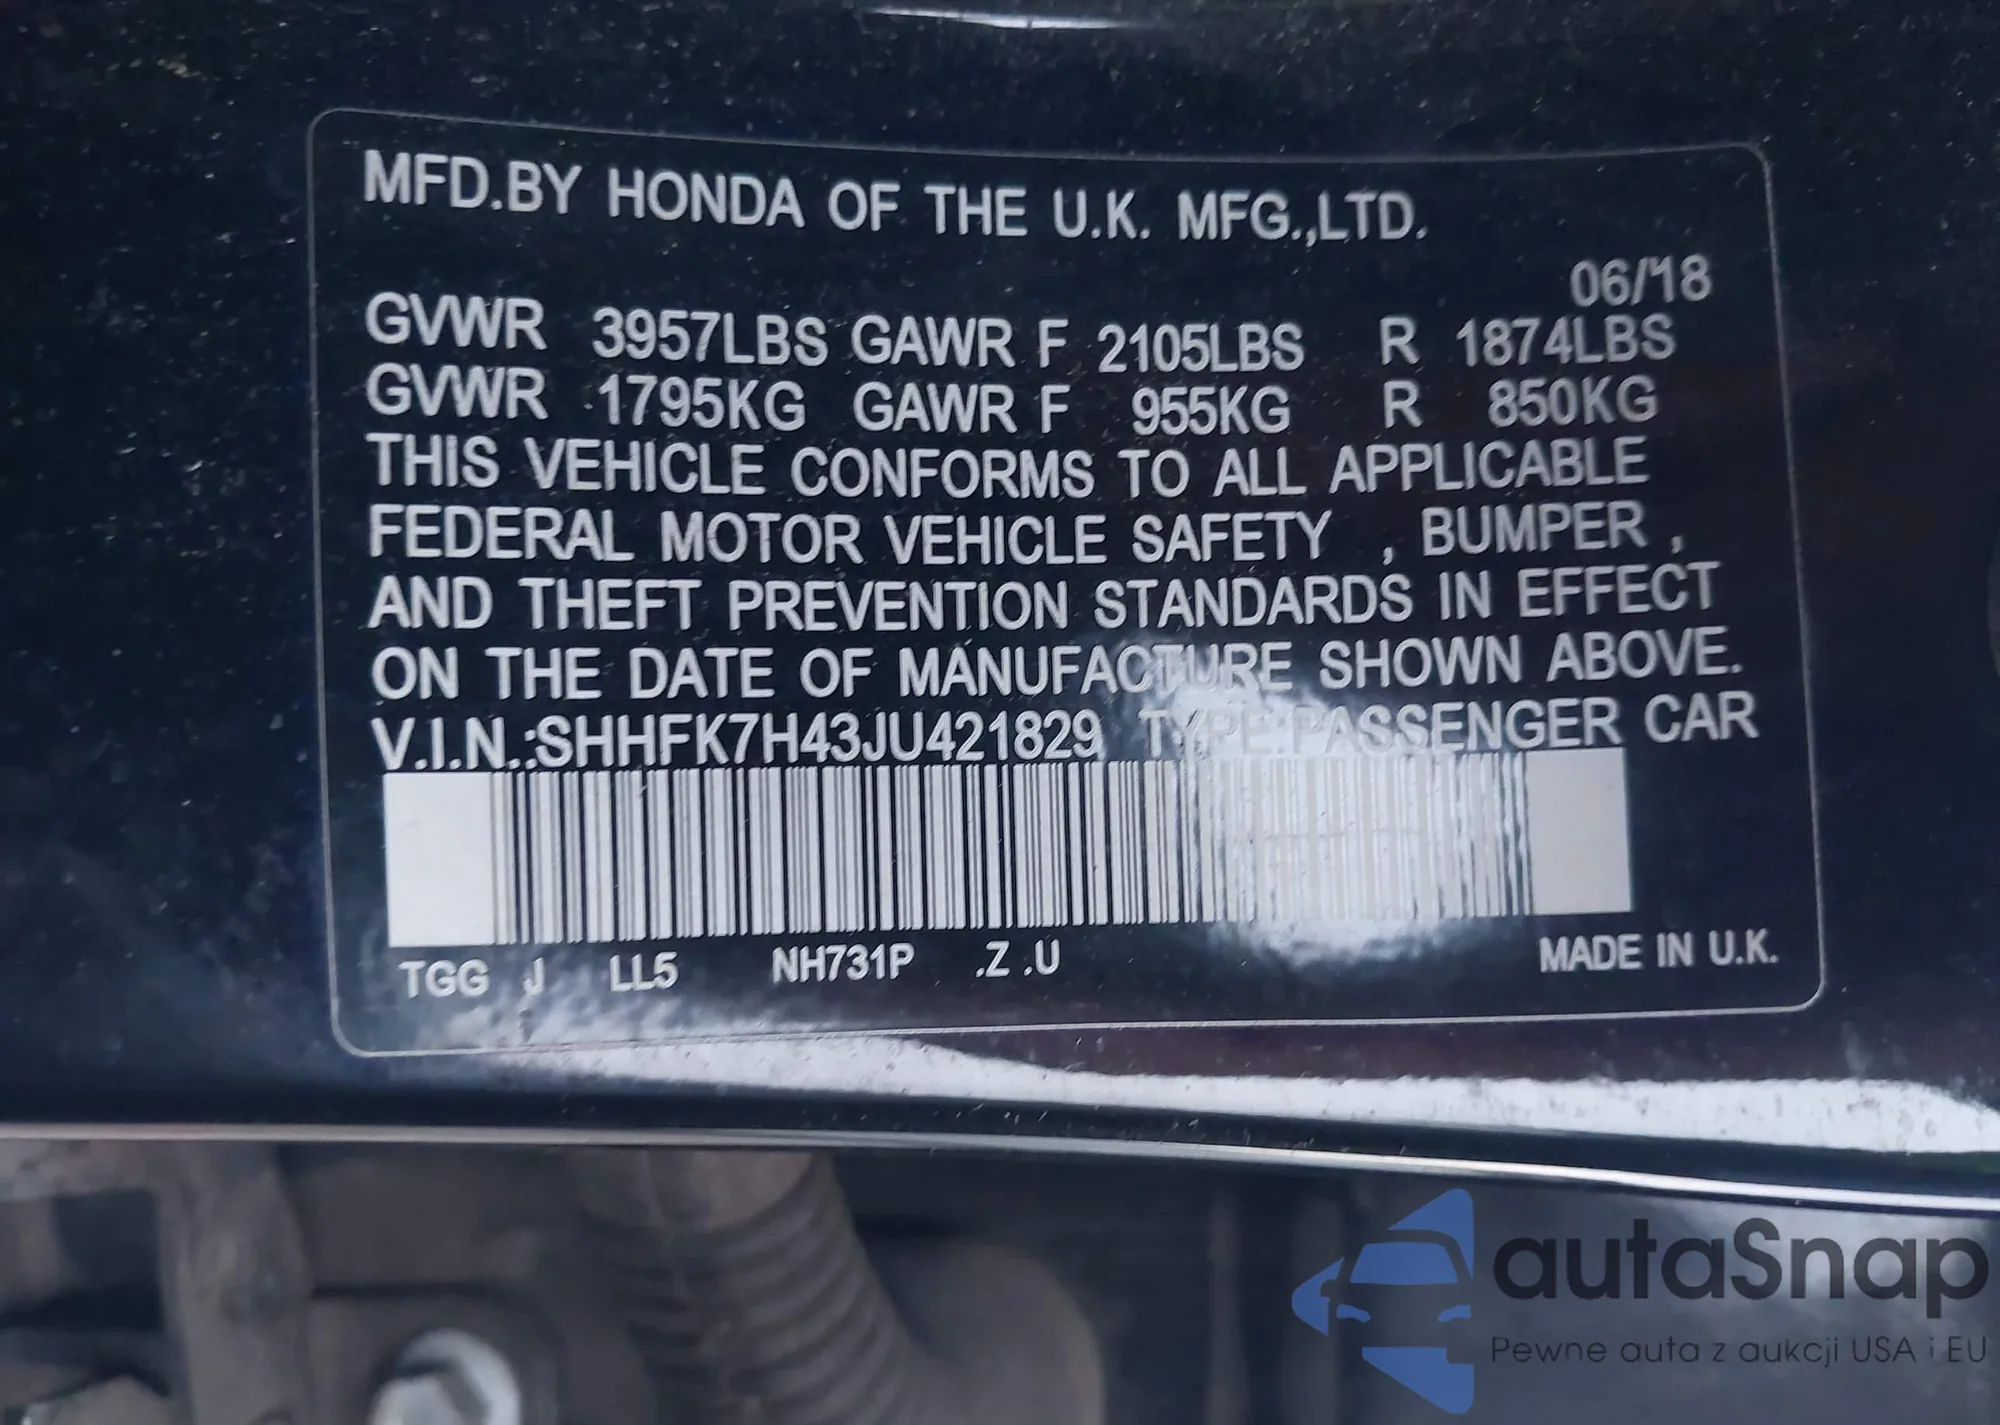 MFD.BY HONDA OF THE U.K. MFG.,LTD.
06/'18
GVWR 3957LBS GAWR F 2105LBS R 1874LBS
GVWR 1795KG GAWR F 955KG R 850KG
THIS VEHICLE CONFORMS TO ALL APPLICABLE
FEDERAL MOTOR VEHICLE SAFETY , BUMPER ,
AND THEFT PREVENTION STANDARDS IN EFFECT
ON THE DATE OF MANUFACTURE SHOWN ABOVE.
V.I.N.:SHHFK7H43JU421829 TYPE:PASSENGER CAR
TGG J LL5 NH731P .Z .U MADE IN U.K.
autaSnap
Pewne auta z aukcji USA i EU